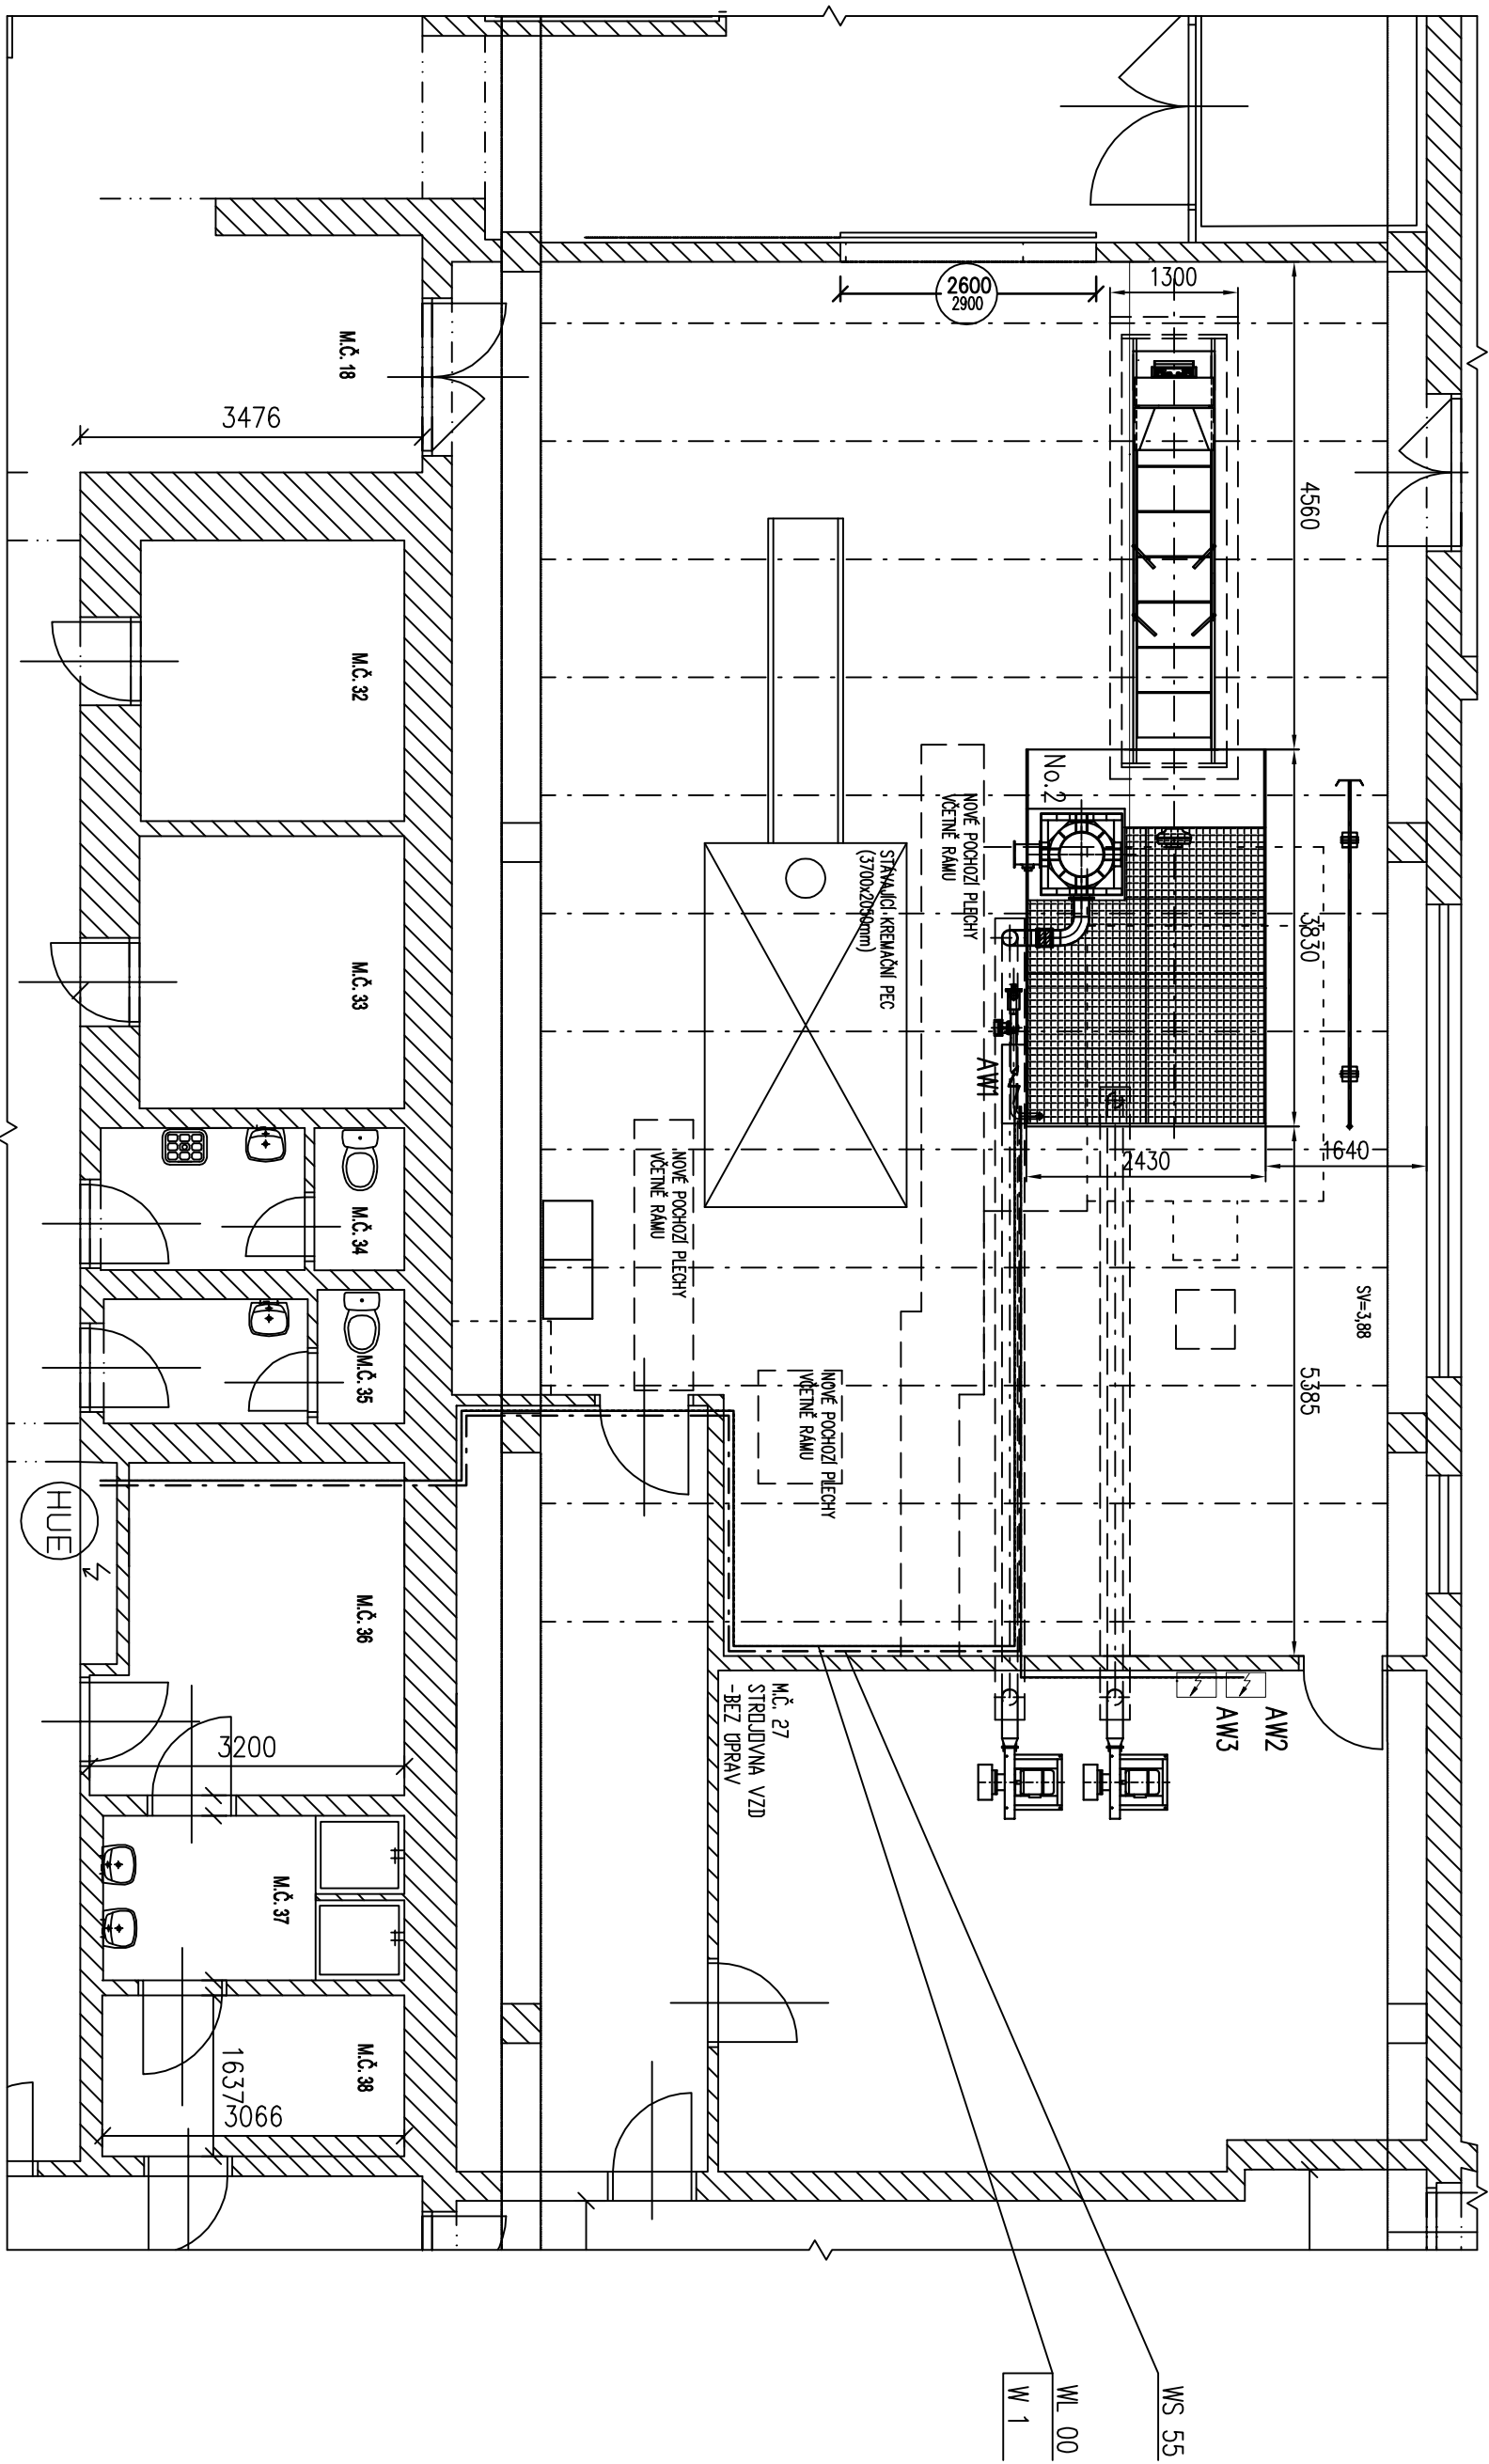 2600
2900
1300
4560
M.Č. 18
3476
M.Č. 32
No.2
3830
NOVÉ POCHOZÍ PLECHY
VČETNĚ RÁMU
STÁVAJÍCÍ KREMAČNÍ PEC
(3700x2050mm)
M.Č. 33
AW1
2430
1640
NOVÉ POCHOZÍ PLECHY
VČETNĚ RÁMU
M.Č. 34
SV=3,88
5385
NOVÉ POCHOZÍ PLECHY
VČETNĚ RÁMU
M.Č. 35
HUE
M.Č. 36
AW2
AW3
M.Č. 27
STROJOVNA VZD
-BEZ ÚPRAV
3200
M.Č. 37
M.Č. 38
1637
3066
WS 55
WL 00
W 1